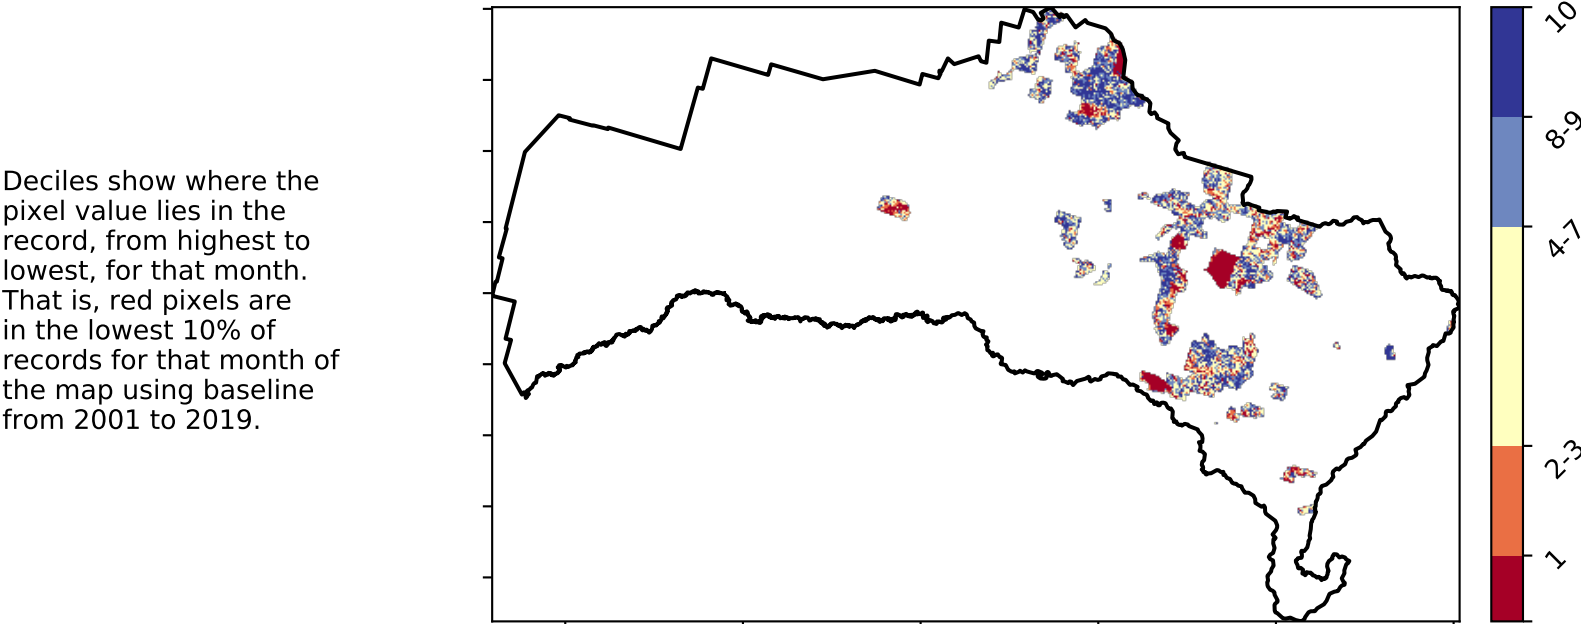 Deciles show where the
pixel value lies in the
record, from highest to
lowest, for that month.
That is, red pixels are
in the lowest 10% of
records for that month of
the map using baseline
from 2001 to 2019.
10
8-9
4-7
2-3
1